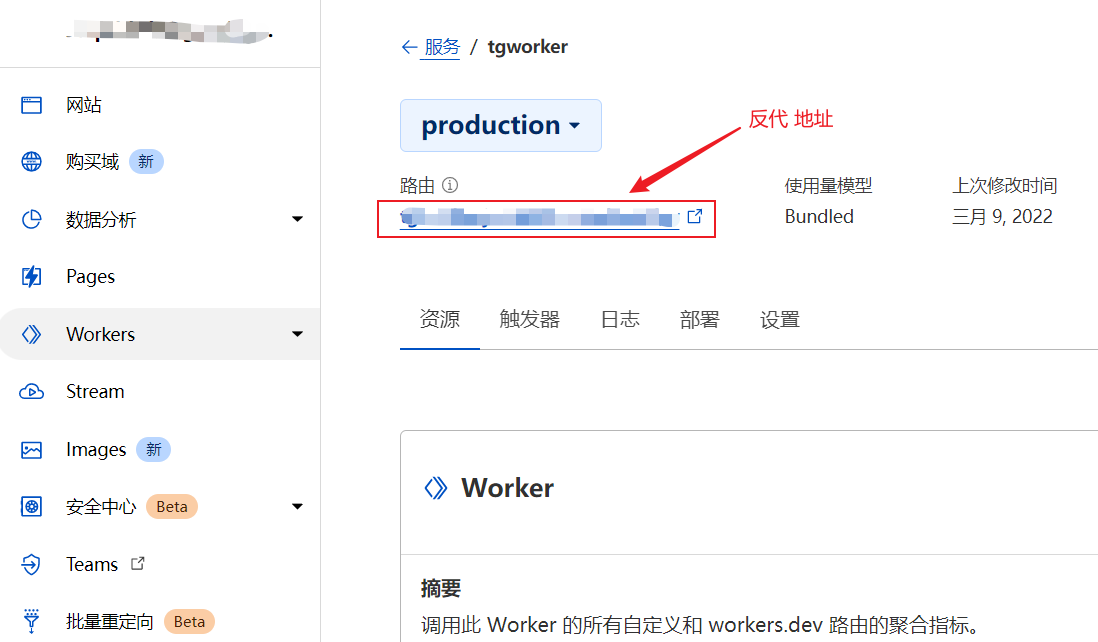 网站
购买域 新
数据分析
Pages
Workers
Stream
Images 新
安全中心 Beta
Teams
批量重定向 Beta
服务 / tgworker
production
反代 地址
路由
使用量模型
Bundled
上次修改时间
三月 9, 2022
资源 触发器 日志 部署 设置
Worker
摘要
调用此 Worker 的所有自定义和 workers.dev 路由的聚合指标。